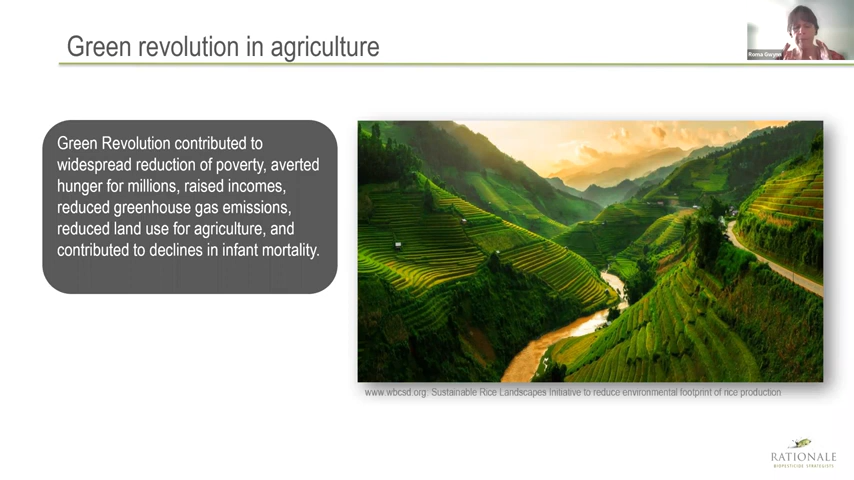 Green revolution in agriculture
Roma Gwynn
Green Revolution contributed to
widespread reduction of poverty, averted
hunger for millions, raised incomes,
reduced greenhouse gas emissions,
reduced land use for agriculture, and
contributed to declines in infant mortality.
www.wbcsd.org: Sustainable Rice Landscapes Initiative to reduce environmental footprint of rice production
RATIONALE
BIOPESTICIDE STRATEGISTS